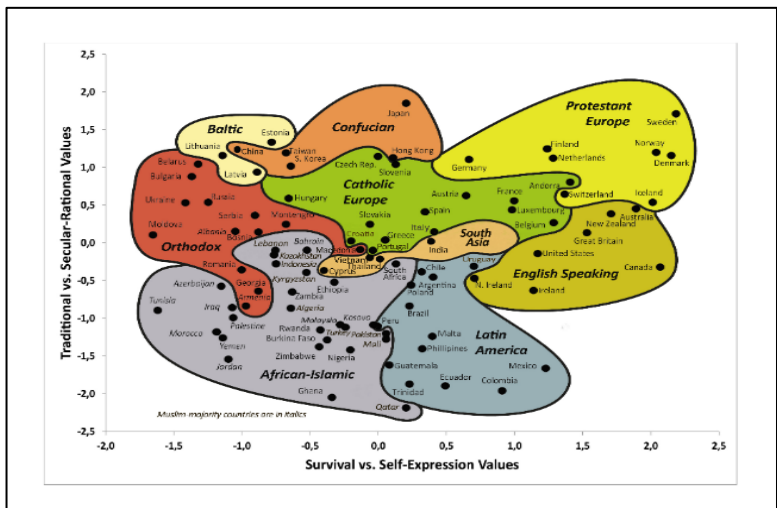 2,5
2,0
1,5
1,0
0,5
0,0
-0,5
-1,0
-1,5
-2,0
-2,5
Traditional vs. Secular-Rational Values
Japan
Sweden
Protestant
Europe
Baltic
Estonia
Confucian
Lithuania
China
Taiwan
S. Korea
Hong Kong
Czech Rep.
Slovenia
Finland
Netherlands
Norway
Denmark
Germany
Belarus
Latvia
Bulgaria
Catholic
Europe
Andorra
Switzerland
Iceland
Ukraine
Russia
Hungary
Austria
France
Luxembourg
Australia
New Zealand
Serbia
Montengro
Slovakia
Spain
Belgium
Great Britain
Moldova
Albania
Bosnia
Croatia
Greece
Italy
South
Asia
Orthodox
Lebanon
Bahrain
Macedonia
Portugal
India
United States
Kazakhstan
Indonesia
Vietnam
Thailand
Uruguay
Romania
Cyprus
South
Africa
Chile
English Speaking
Canada
Azerbaijan
Georgia
Kyrgystan
Ethiopia
Argentina
Poland
N. Ireland
Ireland
Tunisia
Armenia
Zambia
Algeria
Iraq
Brazil
Palestine
Malaysia
Kosovo
Peru
Morocco
Rwanda
Turkey
Pakistan
Malta
Latin
America
Yemen
Burkina Faso
Mali
Phillipines
Jordan
Zimbabwe
Nigeria
Guatemala
Mexico
African-Islamic
Ghana
Trinidad
Ecuador
Colombia
Qatar
Muslim-majority countries are in italics
-2,0
-1,5
-1,0
-0,5
0,0
0,5
1,0
1,5
2,0
2,5
Survival vs. Self-Expression Values